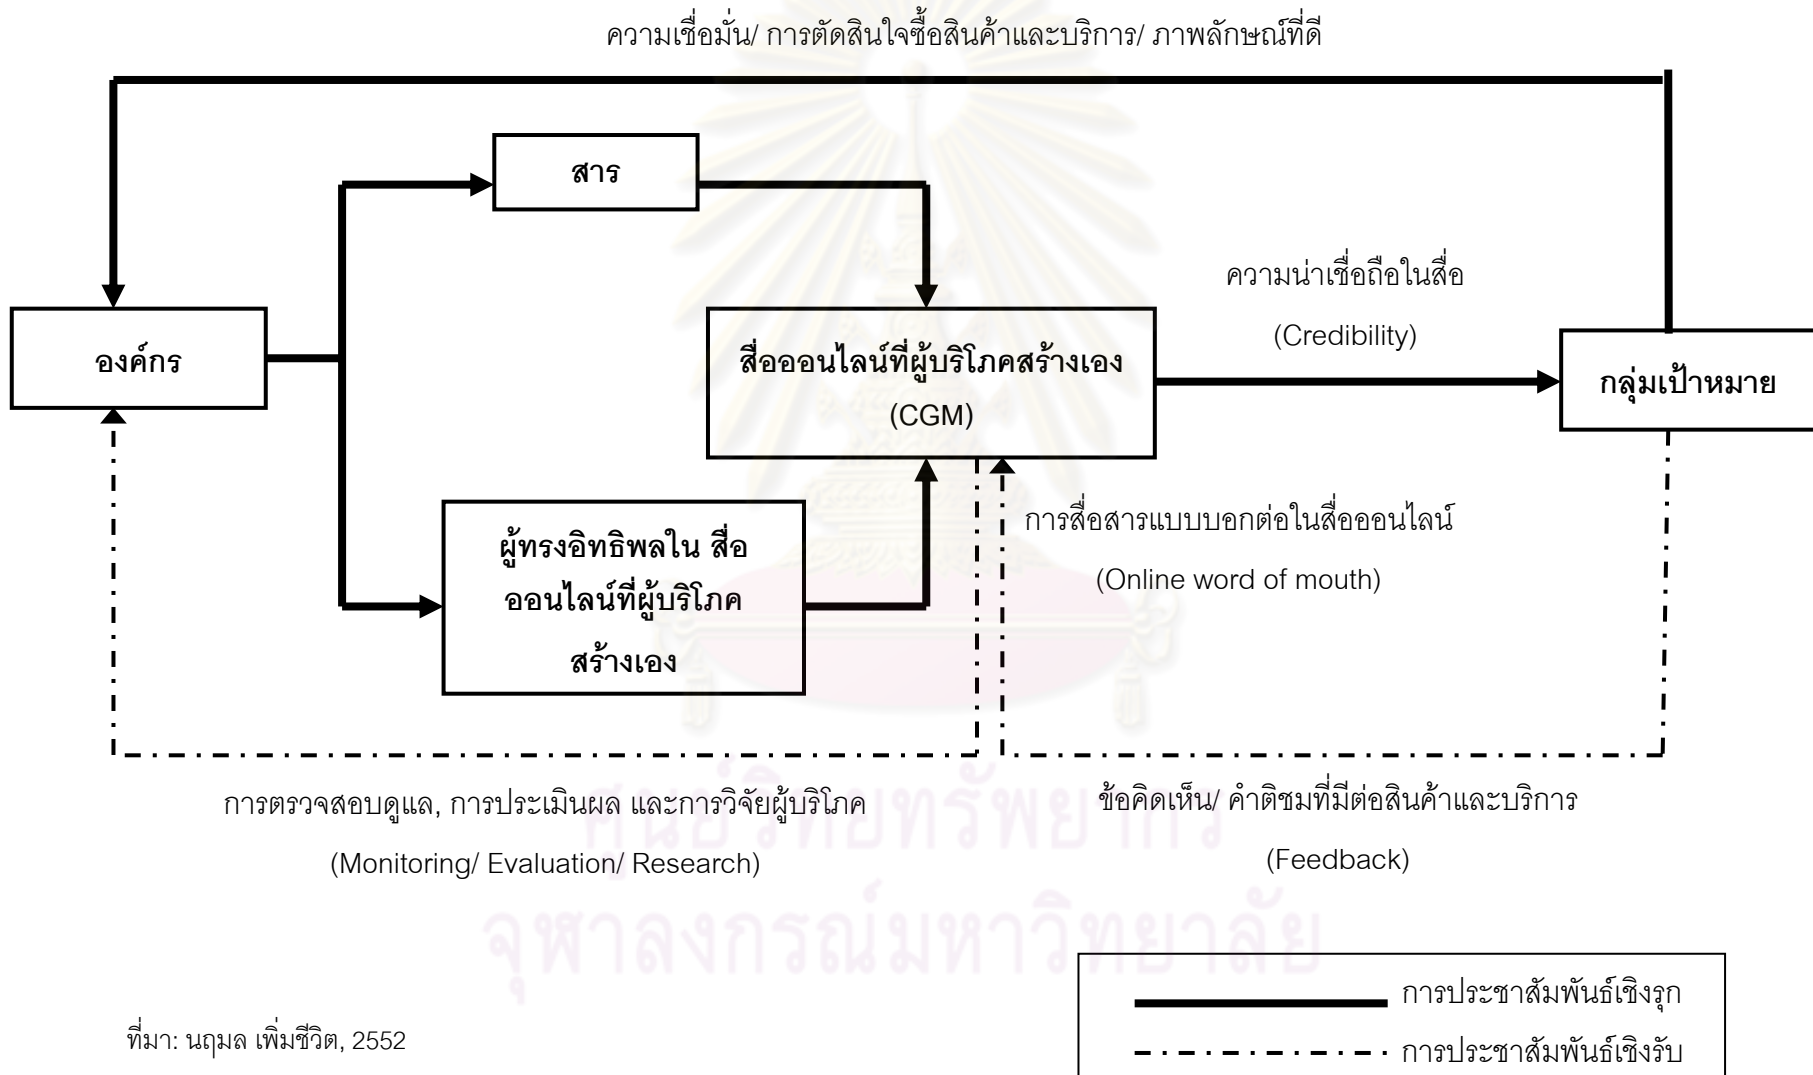 ความเชื่อมั่น/ การตัดสินใจซื้อสินค้าและบริการ/ ภาพลักษณ์ที่ดี
สาร
ความน่าเชื่อถือในสื่อ
(Credibility)
องค์กร
สื่อออนไลน์ที่ผู้บริโภคสร้างเอง
(CGM)
กลุ่มเป้าหมาย
ผู้ทรงอิทธิพลใน สื่อ
ออนไลน์ที่ผู้บริโภค
สร้างเอง
การสื่อสารแบบบอกต่อในสื่อออนไลน์
(Online word of mouth)
การตรวจสอบดูแล, การประเมินผล และการวิจัยผู้บริโภค
(Monitoring/ Evaluation/ Research)
ข้อคิดเห็น/ คำติชมที่มีต่อสินค้าและบริการ
(Feedback)
ศูนย์วิทยทรัพยากร
จุฬาลงกรณ์มหาวิทยาลัย
การประชาสัมพันธ์เชิงรุก
การประชาสัมพันธ์เชิงรับ
ที่มา: นฤมล เพิ่มชีวิต, 2552